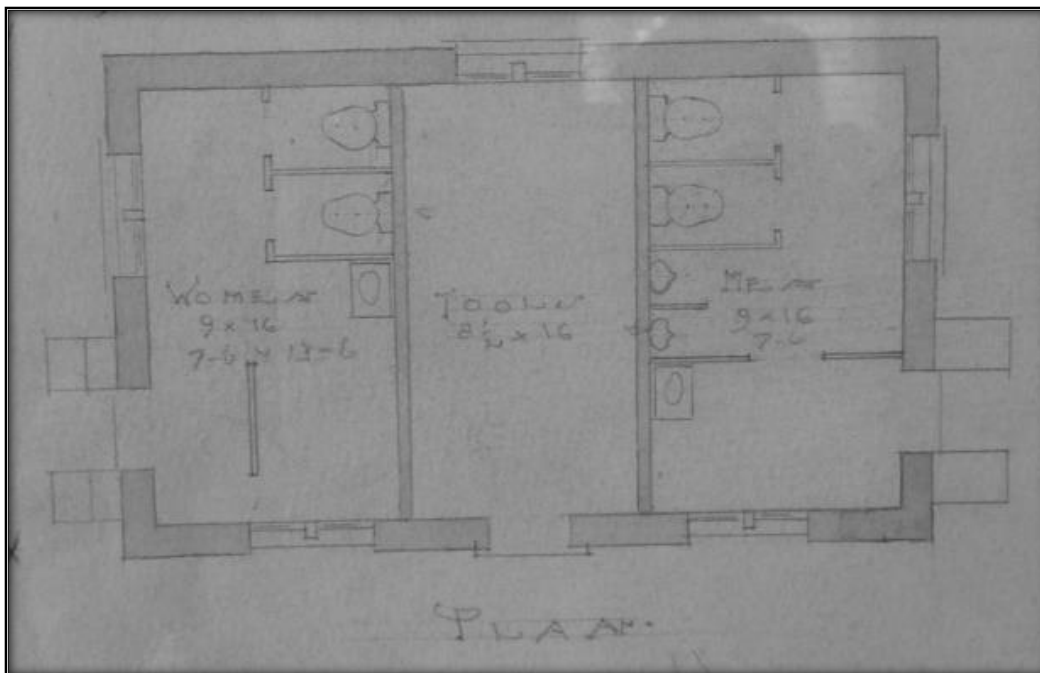 WOMEN
9 x 16
7-6 x 13-6
TOOLS
8½ x 16
MEN
9 x 16
7-6
PLAN.